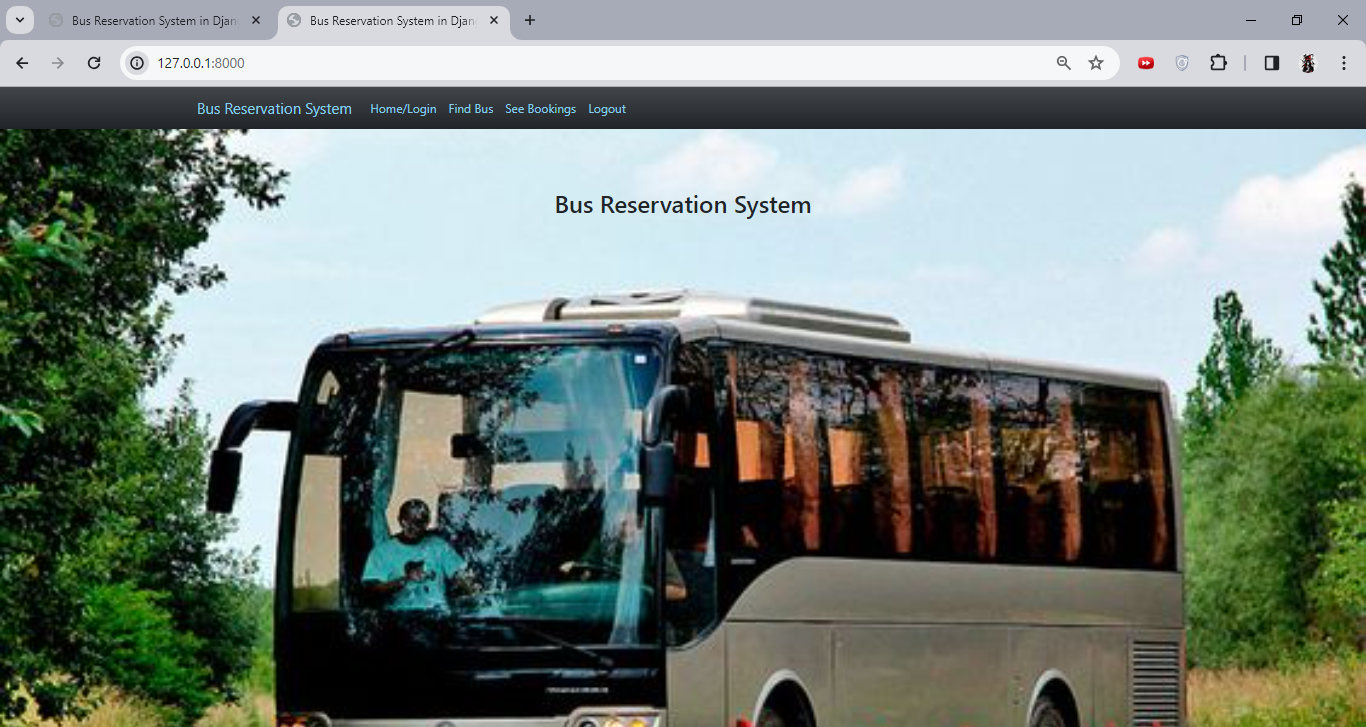 Bus Reservation System in Djan
Bus Reservation System in Djan
127.0.0.1:8000
Bus Reservation System Home/Login Find Bus See Bookings Logout
Bus Reservation System